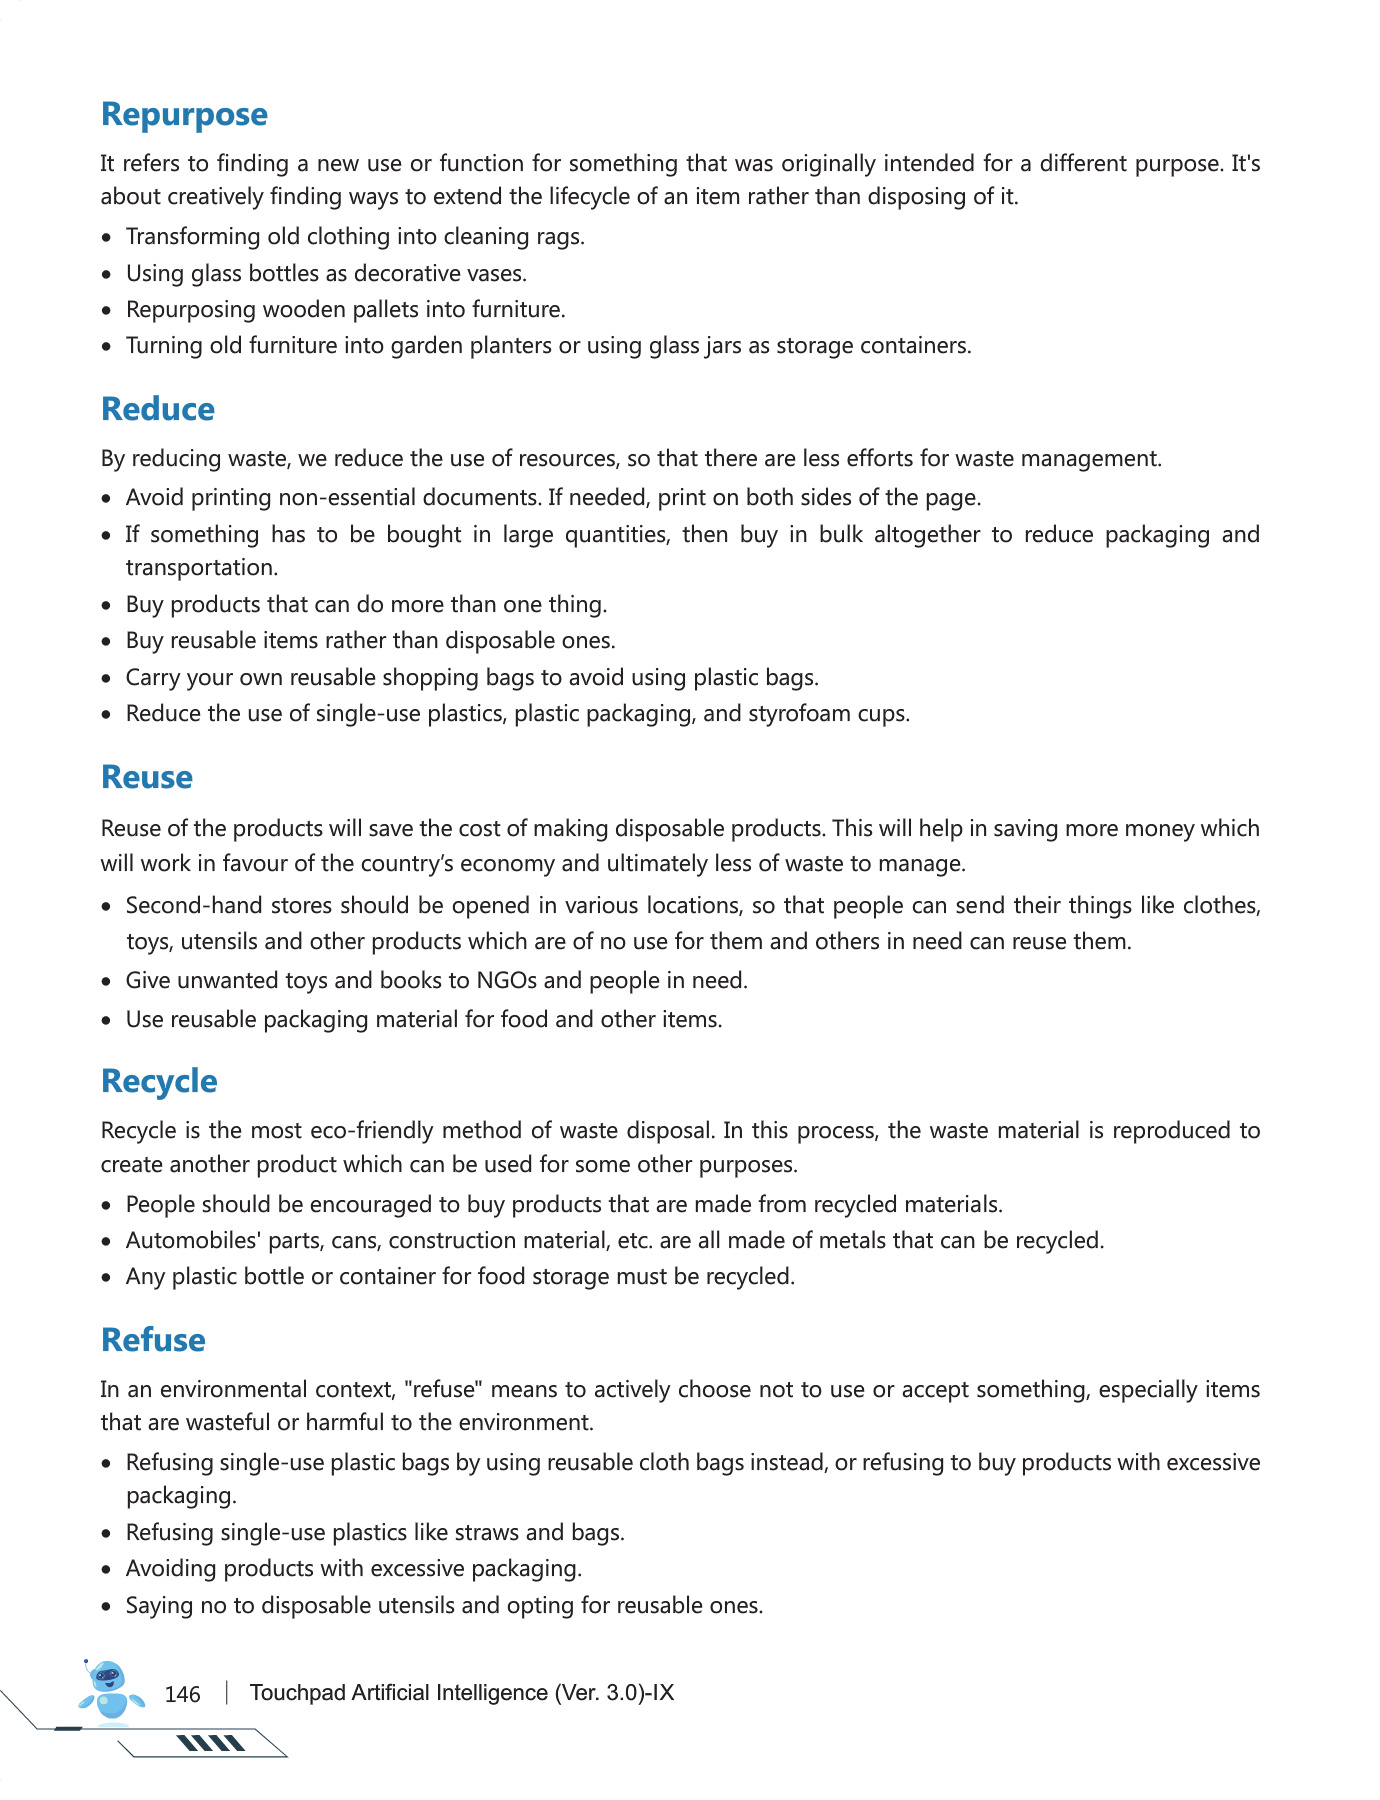 Repurpose
It refers to finding a new use or function for something that was originally intended for a different purpose. It's
about creatively finding ways to extend the lifecycle of an item rather than disposing of it.
• Transforming old clothing into cleaning rags.
• Using glass bottles as decorative vases.
• Repurposing wooden pallets into furniture.
• Turning old furniture into garden planters or using glass jars as storage containers.
Reduce
By reducing waste, we reduce the use of resources, so that there are less efforts for waste management.
• Avoid printing non-essential documents. If needed, print on both sides of the page.
• If something has to be bought in large quantities, then buy in bulk altogether to reduce packaging and
transportation.
• Buy products that can do more than one thing.
• Buy reusable items rather than disposable ones.
• Carry your own reusable shopping bags to avoid using plastic bags.
• Reduce the use of single-use plastics, plastic packaging, and styrofoam cups.
Reuse
Reuse of the products will save the cost of making disposable products. This will help in saving more money which
will work in favour of the country’s economy and ultimately less of waste to manage.
• Second-hand stores should be opened in various locations, so that people can send their things like clothes,
toys, utensils and other products which are of no use for them and others in need can reuse them.
• Give unwanted toys and books to NGOs and people in need.
• Use reusable packaging material for food and other items.
Recycle
Recycle is the most eco-friendly method of waste disposal. In this process, the waste material is reproduced to
create another product which can be used for some other purposes.
• People should be encouraged to buy products that are made from recycled materials.
• Automobiles' parts, cans, construction material, etc. are all made of metals that can be recycled.
• Any plastic bottle or container for food storage must be recycled.
Refuse
In an environmental context, "refuse" means to actively choose not to use or accept something, especially items
that are wasteful or harmful to the environment.
• Refusing single-use plastic bags by using reusable cloth bags instead, or refusing to buy products with excessive
packaging.
• Refusing single-use plastics like straws and bags.
• Avoiding products with excessive packaging.
• Saying no to disposable utensils and opting for reusable ones.
146 | Touchpad Artificial Intelligence (Ver. 3.0)-IX